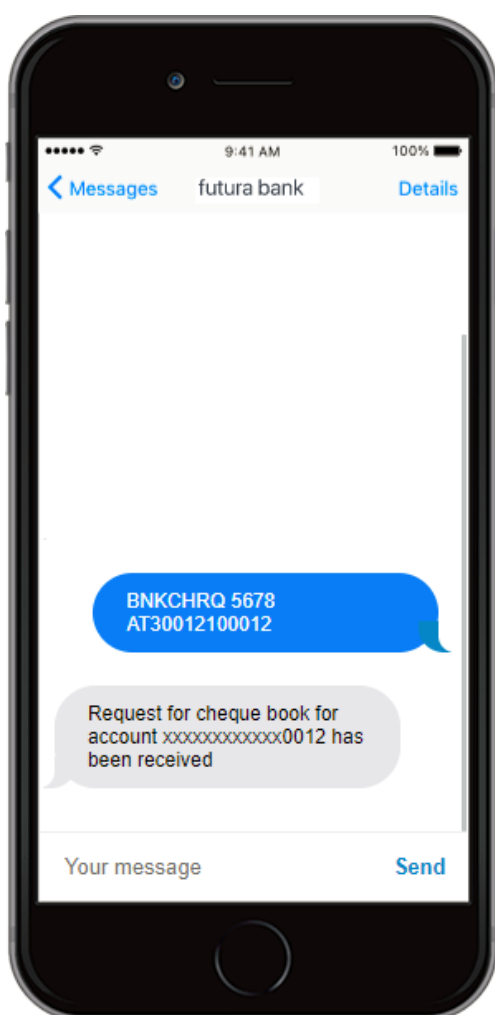 9:41 AM 100%
Messages futura bank Details
BNKCHRQ 5678
AT30012100012
Request for cheque book for
account xxxxxxxxxxxx0012 has
been received
Your message Send